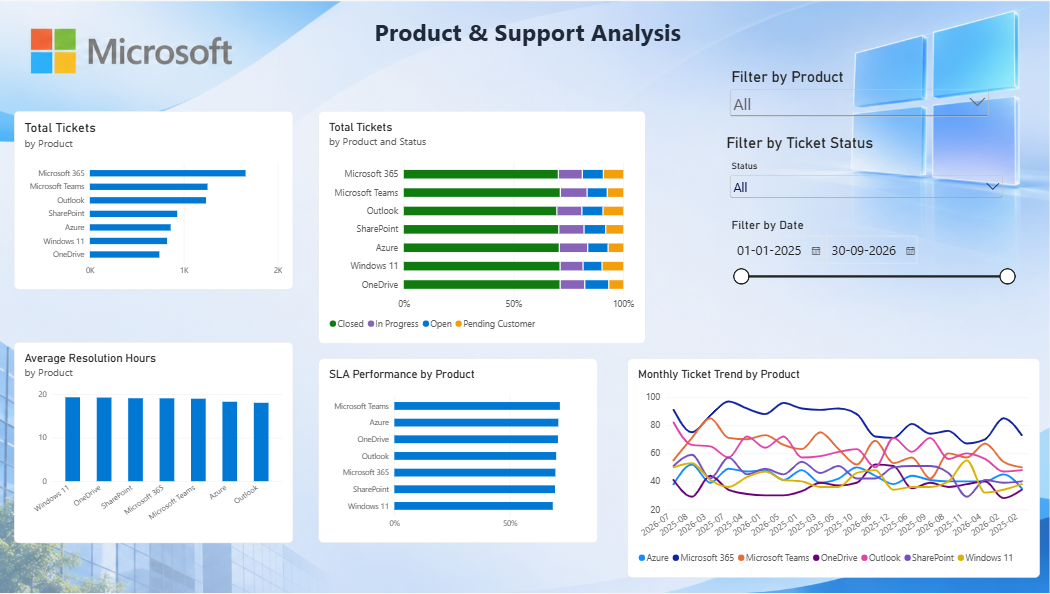 Microsoft
Product & Support Analysis
Filter by Product
All
Filter by Ticket Status
Status
All
Filter by Date
01-01-2025
30-09-2026
Total Tickets
by Product
Microsoft 365
Microsoft Teams
Outlook
SharePoint
Azure
Windows 11
OneDrive
0K 1K 2K
Total Tickets
by Product and Status
Microsoft 365
Microsoft Teams
Outlook
SharePoint
Azure
Windows 11
OneDrive
0% 50% 100%
Closed In Progress Open Pending Customer
Average Resolution Hours
by Product
20
10
0
Windows 11 OneDrive SharePoint Microsoft 365 Microsoft Teams Azure Outlook
SLA Performance by Product
Microsoft Teams
Azure
OneDrive
Outlook
Microsoft 365
SharePoint
Windows 11
0% 50%
Monthly Ticket Trend by Product
100
80
60
40
20
2026-07 2025-08 2026-03 2025-07 2025-04 2026-01 2026-05 2025-01 2025-03 2025-05 2025-10 2026-06 2025-12 2025-06 2025-09 2026-08 2025-11 2026-04 2026-02 2025-02
Azure Microsoft 365 Microsoft Teams OneDrive Outlook SharePoint Windows 11